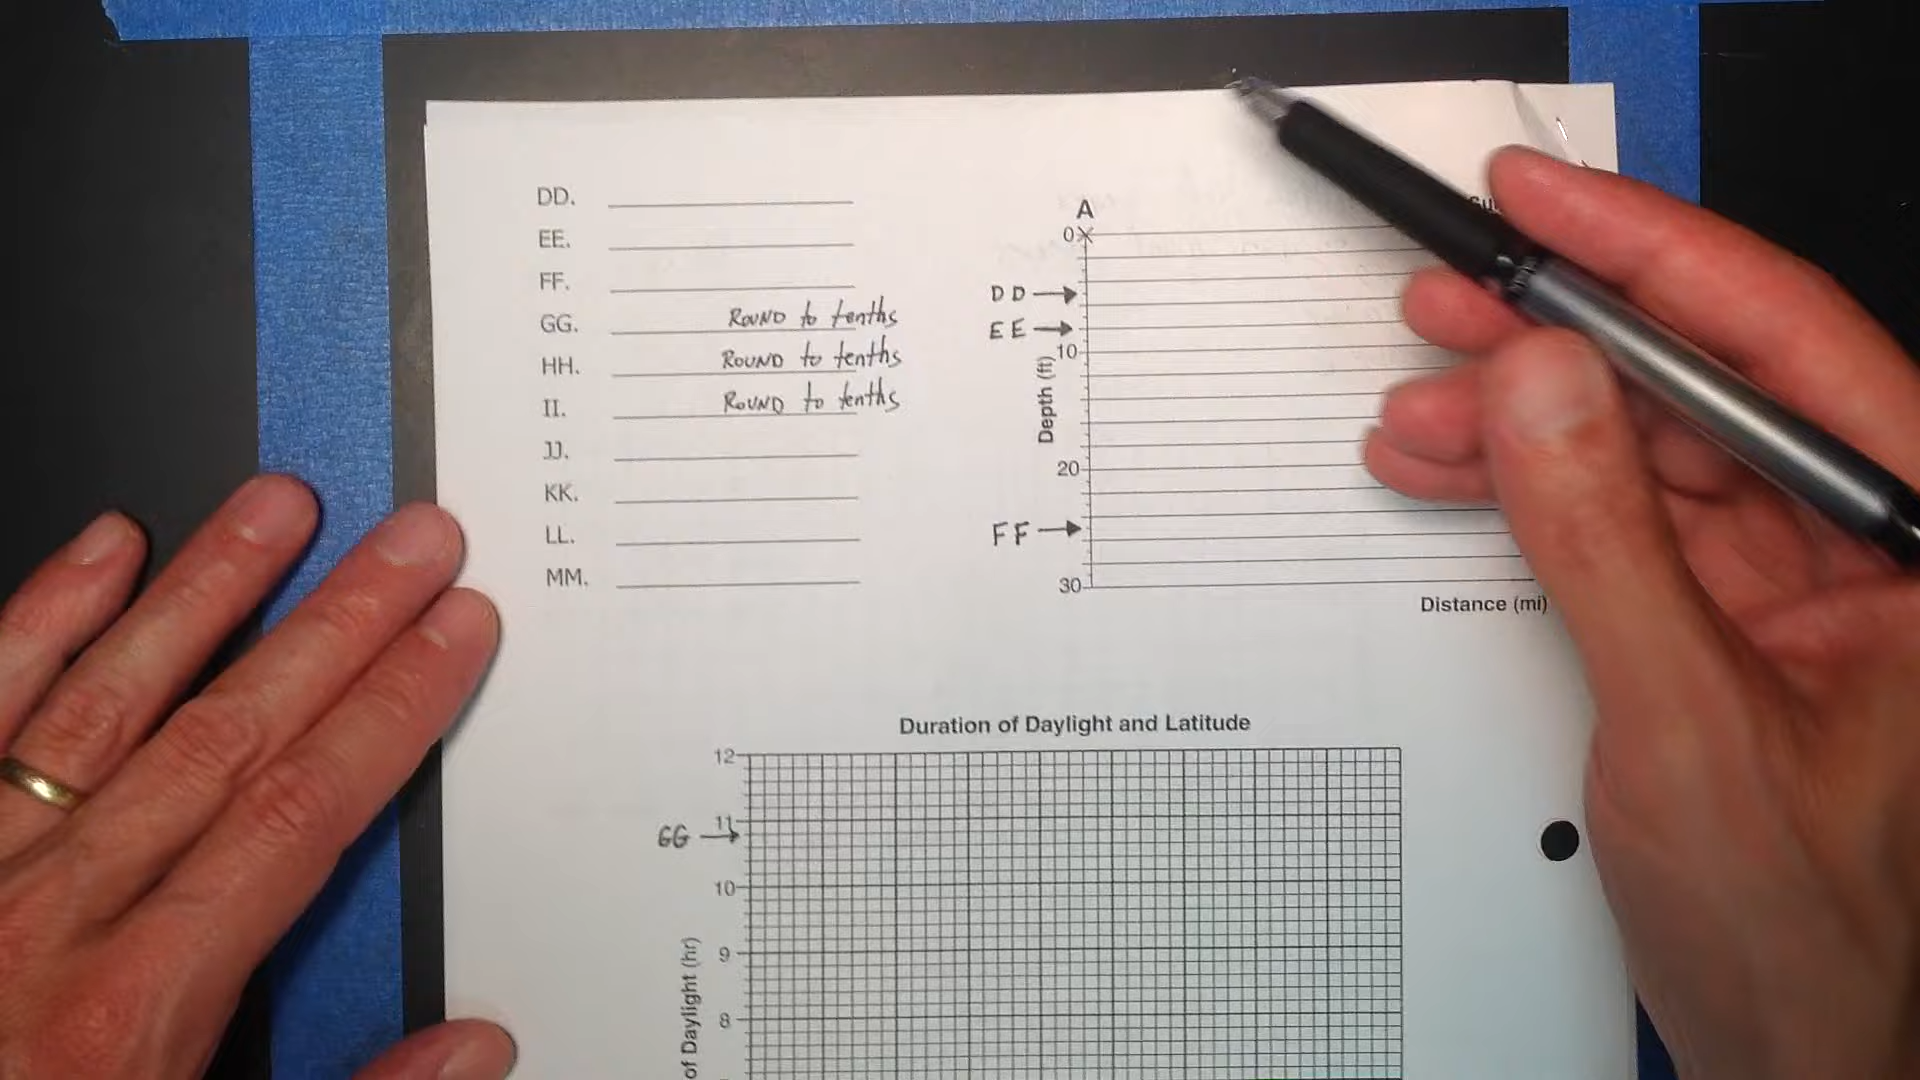 DD.
EE.
FF.
GG. ROUND to tenths
HH. ROUND to tenths
II. ROUND to tenths
JJ.
KK.
LL.
MM.
A
0
DD
EE
10
Depth (ft)
20
FF
30
Distance (mi)
Duration of Daylight and Latitude
12
11
GG
10
9
8
of Daylight (hr)